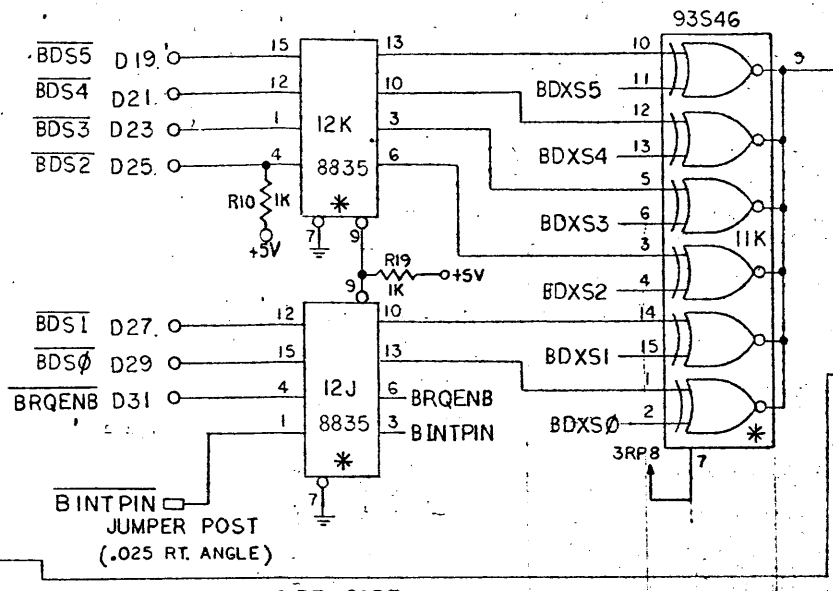 93S46
BDS5 D19. 15 13 10 9
11 BDXS5
BDS4 D21. 12 10 12
13 BDXS4
BDS3 D23 1 12K 3 5
6 BDXS3
BDS2 D25. 4 8835 6 3
R10 1K * 11K
4 BDXS2
+5V 7 9
R19 1K +5V
9
BDS1 D27. 12 10 14
15 BDXS1
BDSØ D29 15 13 1
12J
BRQENB D31 4 8835 6 BRQENB
2 BDXSØ
1 3 BINTPIN
* *
3RP8 7
7
BINTPIN
JUMPER POST
(.025 RT. ANGLE)